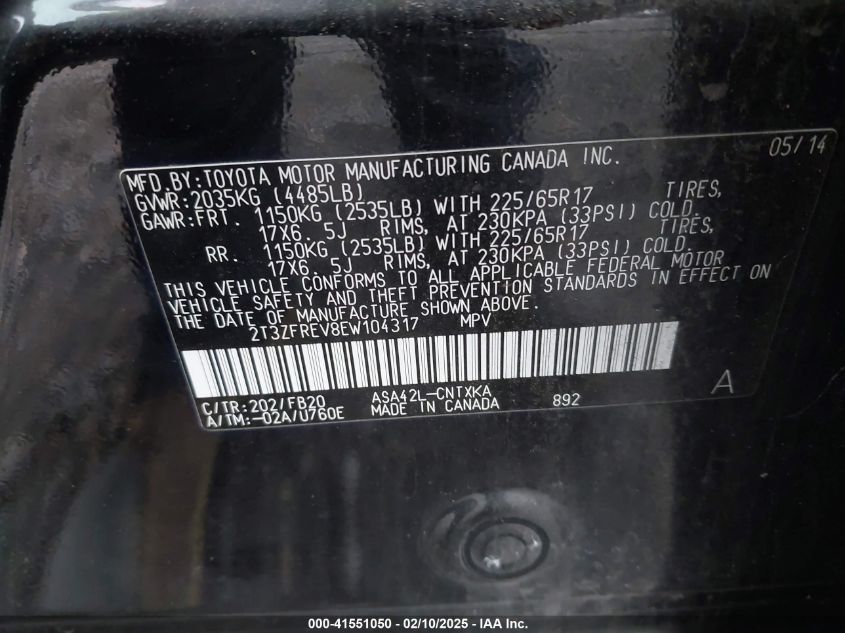 MFD.BY:TOYOTA MOTOR MANUFACTURING CANADA INC. 05/14
GVWR:2035KG (4485LB)
GAWR:FRT. 1150KG (2535LB) WITH 225/65R17 TIRES,
17X6.5J RIMS, AT 230KPA (33PSI) COLD.
RR. 1150KG (2535LB) WITH 225/65R17 TIRES,
17X6.5J RIMS, AT 230KPA (33PSI) COLD.
THIS VEHICLE CONFORMS TO ALL APPLICABLE FEDERAL MOTOR
VEHICLE SAFETY AND THEFT PREVENTION STANDARDS IN EFFECT ON
THE DATE OF MANUFACTURE SHOWN ABOVE.
2T3ZFREV8EW104317 MPV
C/TR:202/FB20 ASA42L-CNTXKA A
A/TM:-02A/U760E MADE IN CANADA 892
000-41551050 - 02/10/2025 - IAA Inc.